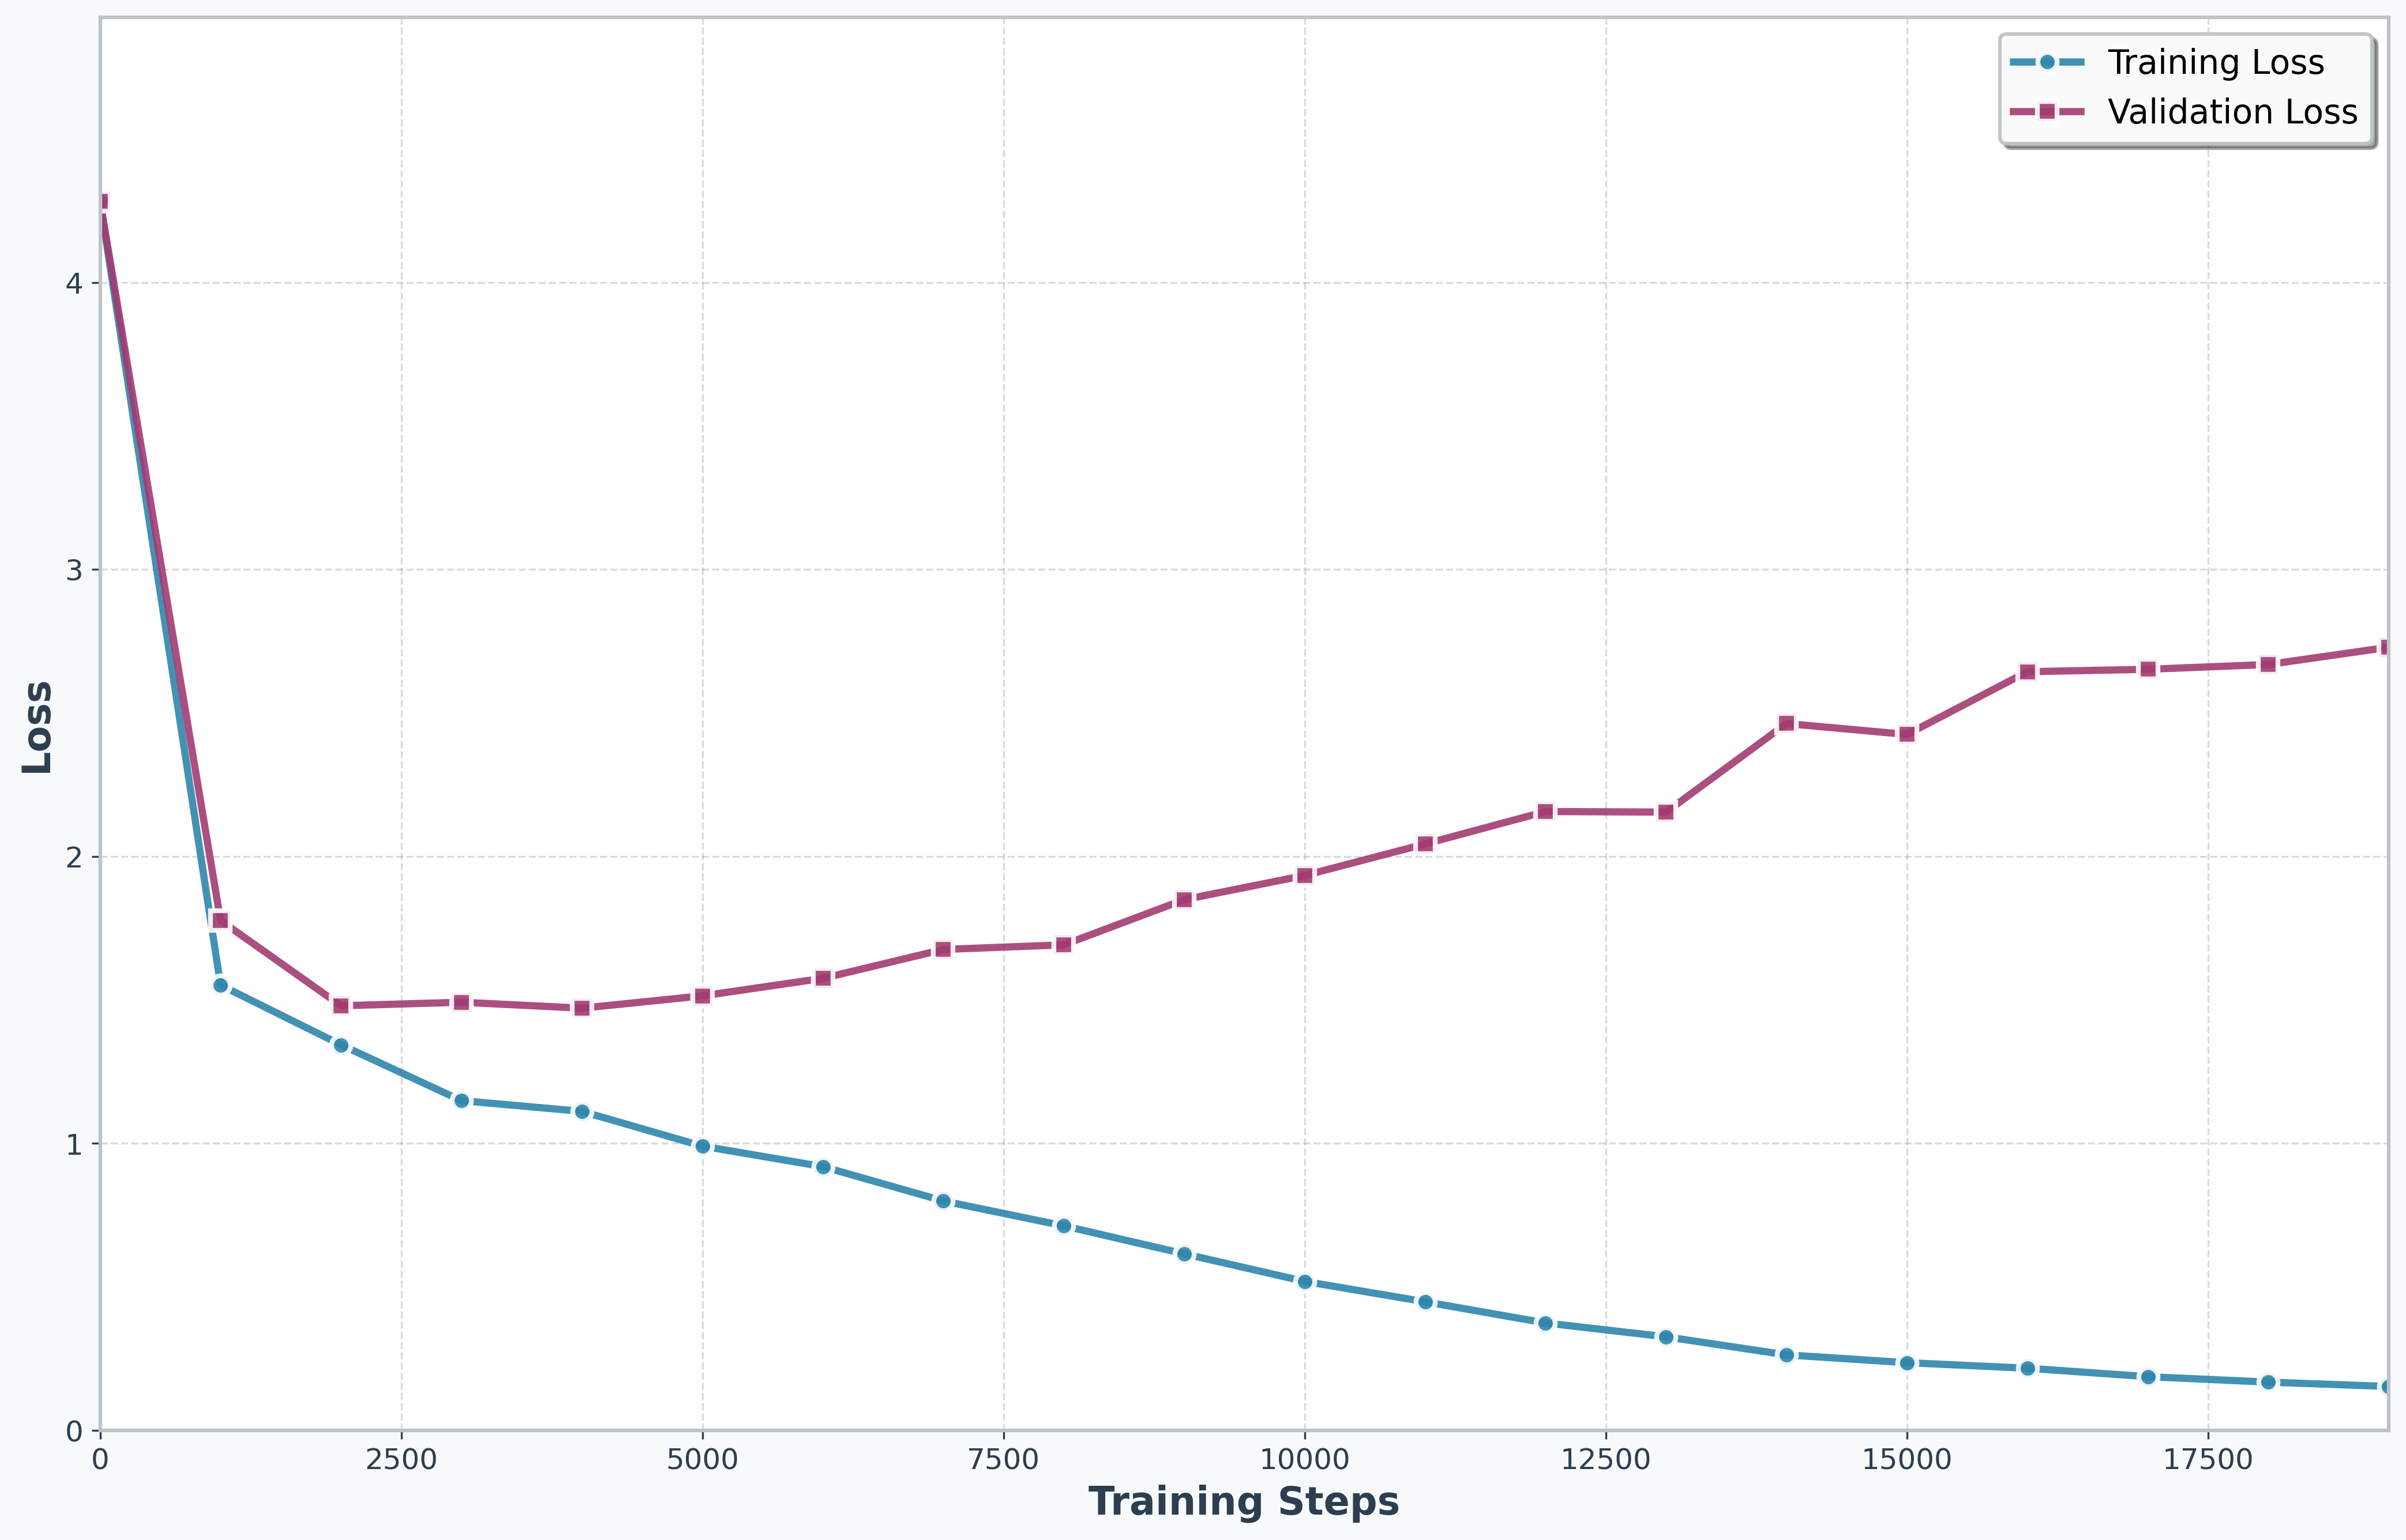 Training Loss
Validation Loss
4
3
2
1
0
Loss
0 2500 5000 7500 10000 12500 15000 17500
Training Steps